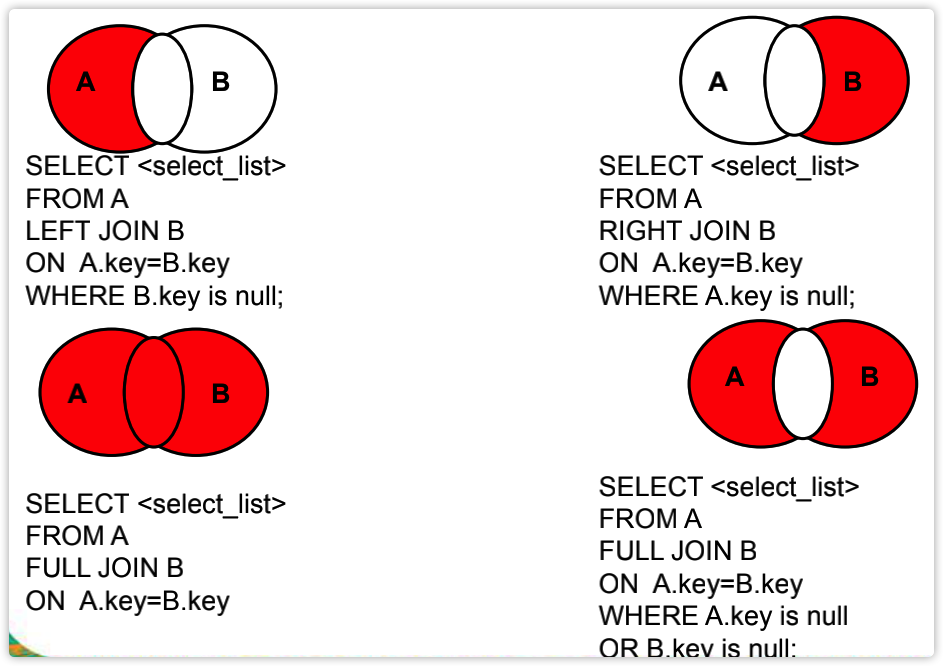 A B
SELECT <select_list>
FROM A
LEFT JOIN B
ON A.key=B.key
WHERE B.key is null;
A B
SELECT <select_list>
FROM A
RIGHT JOIN B
ON A.key=B.key
WHERE A.key is null;
A B
SELECT <select_list>
FROM A
FULL JOIN B
ON A.key=B.key
A B
SELECT <select_list>
FROM A
FULL JOIN B
ON A.key=B.key
WHERE A.key is null
OR B.key is null;